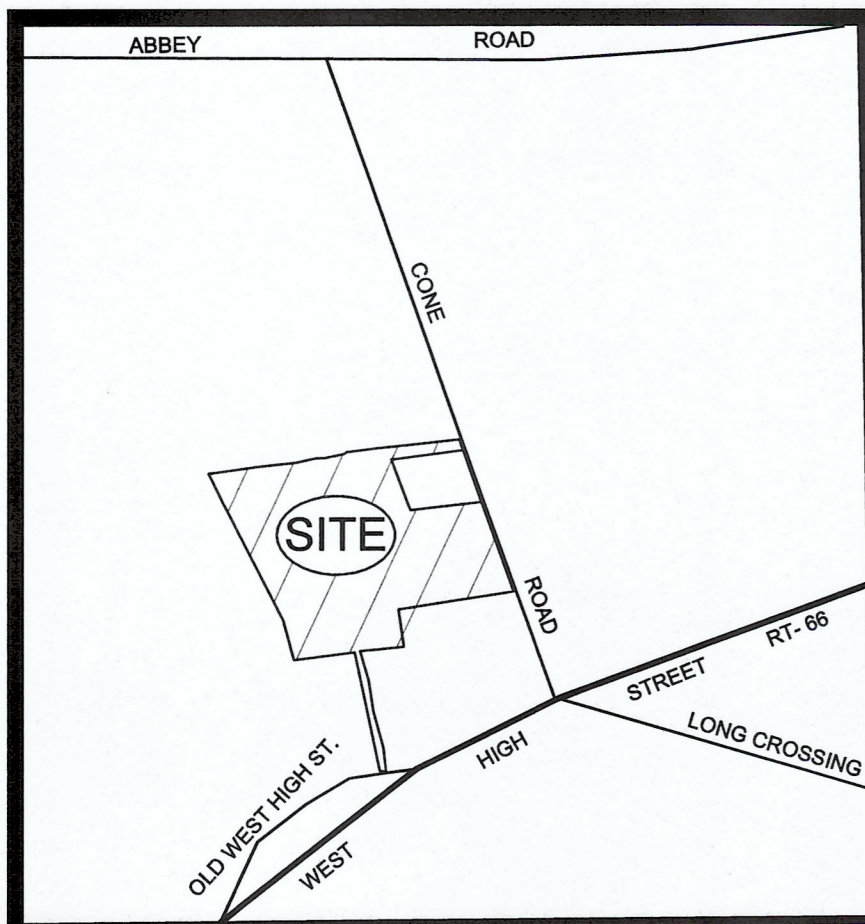 ABBEY ROAD
CONE
SITE
ROAD
RT- 66
STREET
LONG CROSSING
HIGH
OLD WEST HIGH ST.
WEST